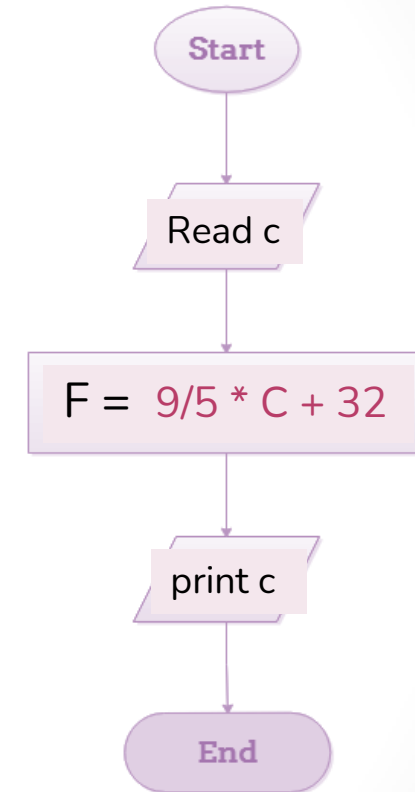 Start
Read c
F = 9/5 * C + 32
print c
End